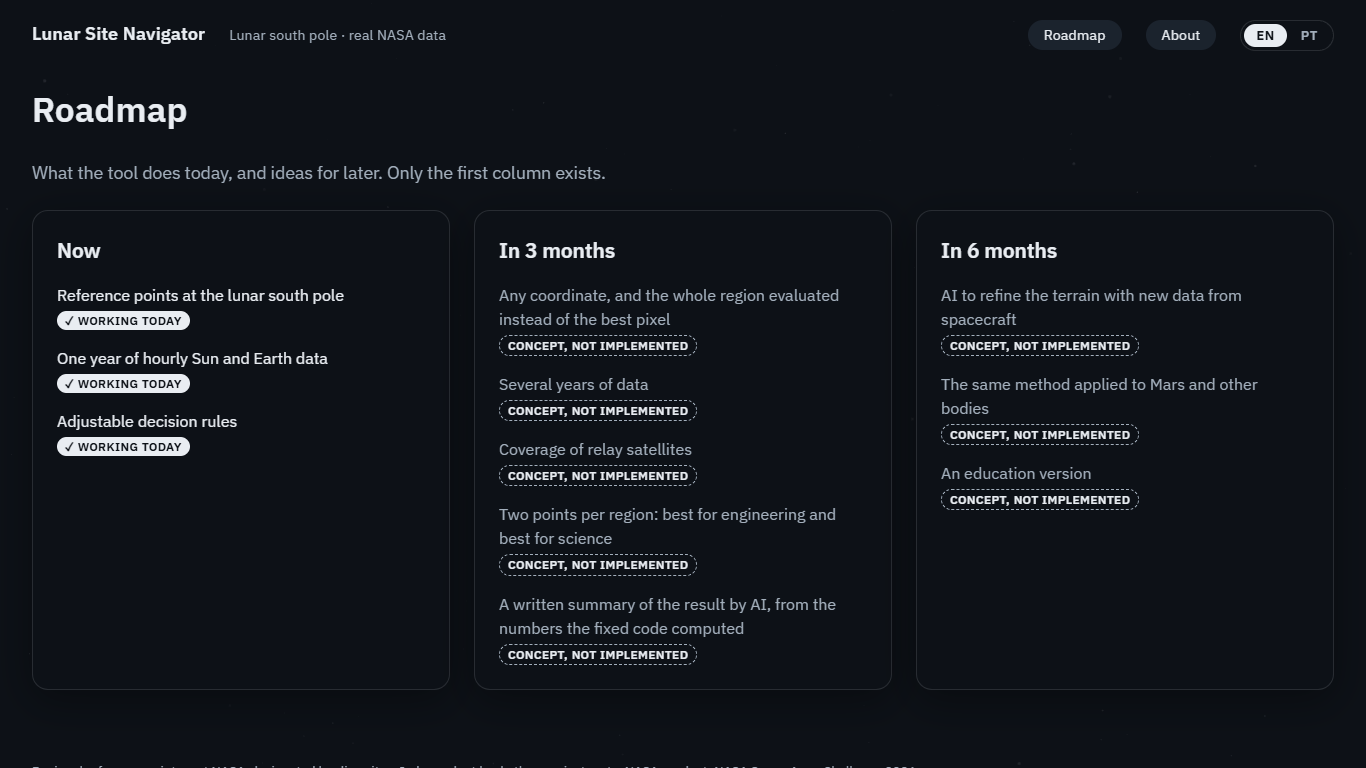 Lunar Site Navigator
Lunar south pole · real NASA data
Roadmap
About
EN
PT
Roadmap
What the tool does today, and ideas for later. Only the first column exists.
Now
Reference points at the lunar south pole
✓ WORKING TODAY
One year of hourly Sun and Earth data
✓ WORKING TODAY
Adjustable decision rules
✓ WORKING TODAY
In 3 months
Any coordinate, and the whole region evaluated
instead of the best pixel
CONCEPT, NOT IMPLEMENTED
Several years of data
CONCEPT, NOT IMPLEMENTED
Coverage of relay satellites
CONCEPT, NOT IMPLEMENTED
Two points per region: best for engineering and
best for science
CONCEPT, NOT IMPLEMENTED
A written summary of the result by AI, from the
numbers the fixed code computed
CONCEPT, NOT IMPLEMENTED
In 6 months
AI to refine the terrain with new data from
spacecraft
CONCEPT, NOT IMPLEMENTED
The same method applied to Mars and other
bodies
CONCEPT, NOT IMPLEMENTED
An education version
CONCEPT, NOT IMPLEMENTED